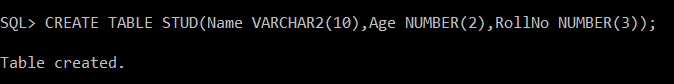 SQL> CREATE TABLE STUD(Name VARCHAR2(10),Age NUMBER(2),RollNo NUMBER(3));
Table created.